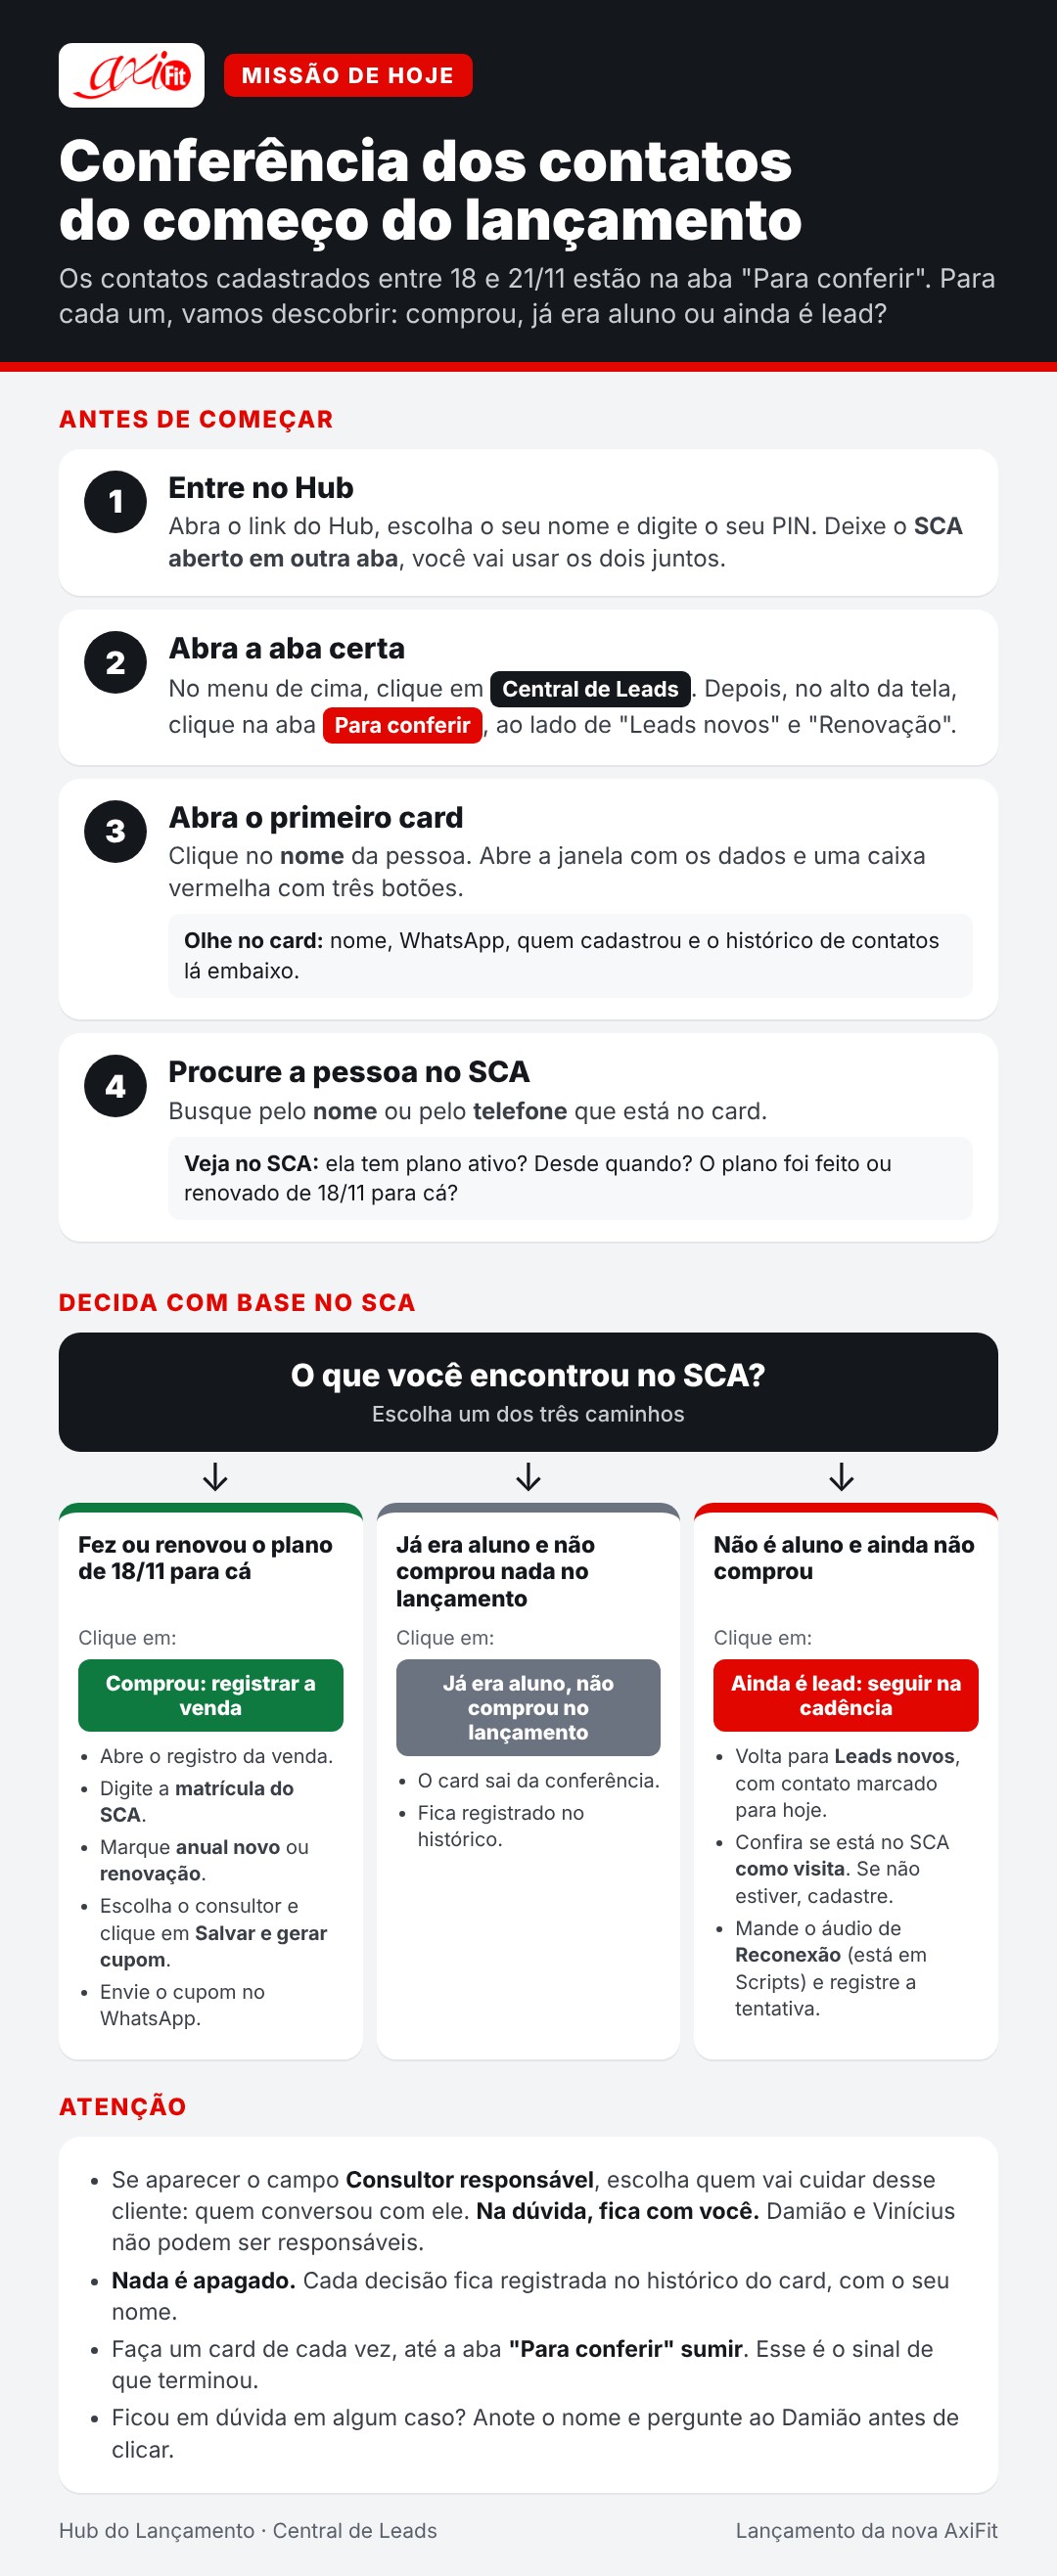 axiFit
MISSÃO DE HOJE
Conferência dos contatos
do começo do lançamento
Os contatos cadastrados entre 18 e 21/11 estão na aba "Para conferir". Para
cada um, vamos descobrir: comprou, já era aluno ou ainda é lead?
ANTES DE COMEÇAR
1
Entre no Hub
Abra o link do Hub, escolha o seu nome e digite o seu PIN. Deixe o SCA
aberto em outra aba, você vai usar os dois juntos.
2
Abra a aba certa
No menu de cima, clique em Central de Leads. Depois, no alto da tela,
clique na aba Para conferir, ao lado de "Leads novos" e "Renovação".
3
Abra o primeiro card
Clique no nome da pessoa. Abre a janela com os dados e uma caixa
vermelha com três botões.
Olhe no card: nome, WhatsApp, quem cadastrou e o histórico de contatos
lá embaixo.
4
Procure a pessoa no SCA
Busque pelo nome ou pelo telefone que está no card.
Veja no SCA: ela tem plano ativo? Desde quando? O plano foi feito ou
renovado de 18/11 para cá?
DECIDA COM BASE NO SCA
O que você encontrou no SCA?
Escolha um dos três caminhos
↓ ↓ ↓
Fez ou renovou o plano
de 18/11 para cá
Clique em:
Comprou: registrar a
venda
• Abre o registro da venda.
• Digite a matrícula do
SCA.
• Marque anual novo ou
renovação.
• Escolha o consultor e
clique em Salvar e gerar
cupom.
• Envie o cupom no
WhatsApp.
Já era aluno e não
comprou nada no
lançamento
Clique em:
Já era aluno, não
comprou no
lançamento
• O card sai da conferência.
• Fica registrado no
histórico.
Não é aluno e ainda não
comprou
Clique em:
Ainda é lead: seguir na
cadência
• Volta para Leads novos,
com contato marcado
para hoje.
• Confira se está no SCA
como visita. Se não
estiver, cadastre.
• Mande o áudio de
Reconexão (está em
Scripts) e registre a
tentativa.
ATENÇÃO
• Se aparecer o campo Consultor responsável, escolha quem vai cuidar desse
cliente: quem conversou com ele. Na dúvida, fica com você. Damião e Vinícius
não podem ser responsáveis.
• Nada é apagado. Cada decisão fica registrada no histórico do card, com o seu
nome.
• Faça um card de cada vez, até a aba "Para conferir" sumir. Esse é o sinal de
que terminou.
• Ficou em dúvida em algum caso? Anote o nome e pergunte ao Damião antes de
clicar.
Hub do Lançamento · Central de Leads
Lançamento da nova AxiFit